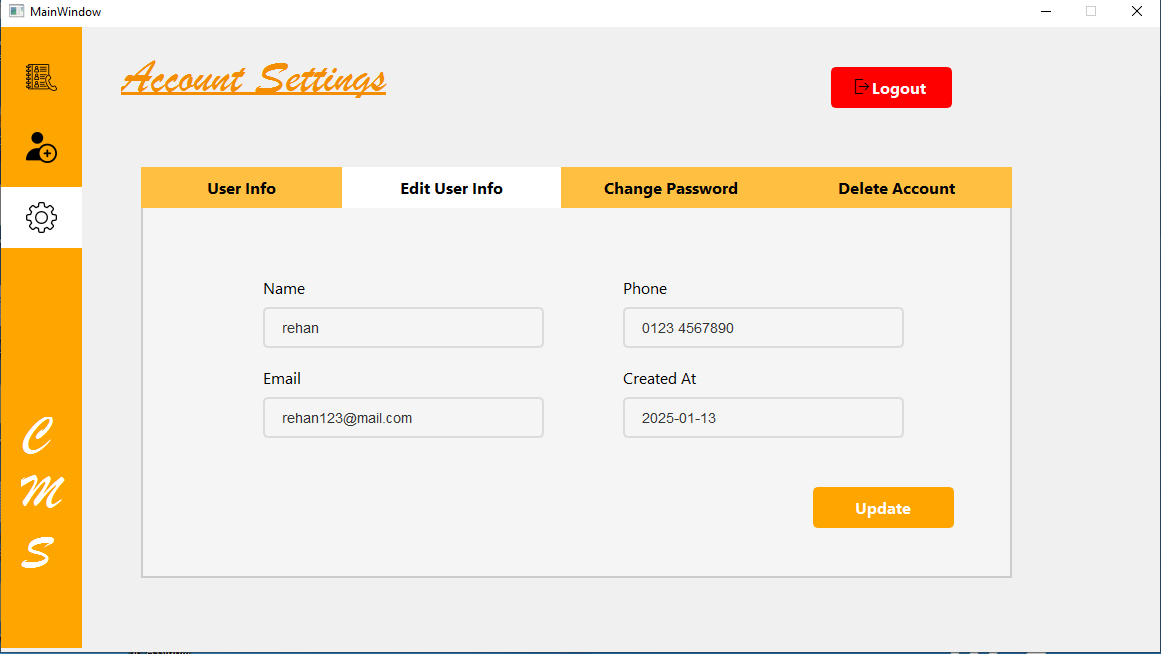 MainWindow
Account Settings
Logout
User Info Edit User Info Change Password Delete Account
Name Phone
rehan 0123 4567890
Email Created At
rehan123@mail.com 2025-01-13
Update
C
M
S